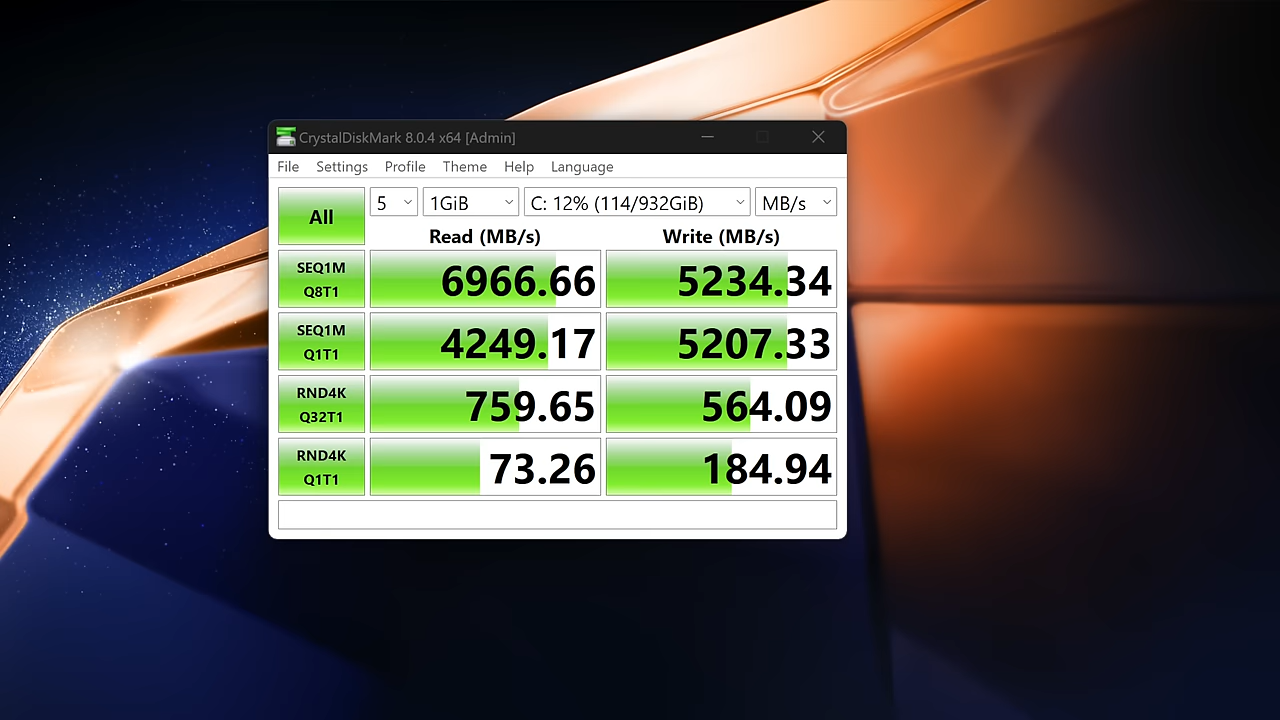 CrystalDiskMark 8.0.4 x64 [Admin]
File Settings Profile Theme Help Language
All 5 1GiB C: 12% (114/932GiB) MB/s
Read (MB/s) Write (MB/s)
SEQ1M
Q8T1
6966.66 5234.34
SEQ1M
Q1T1
4249.17 5207.33
RND4K
Q32T1
759.65 564.09
RND4K
Q1T1
73.26 184.94